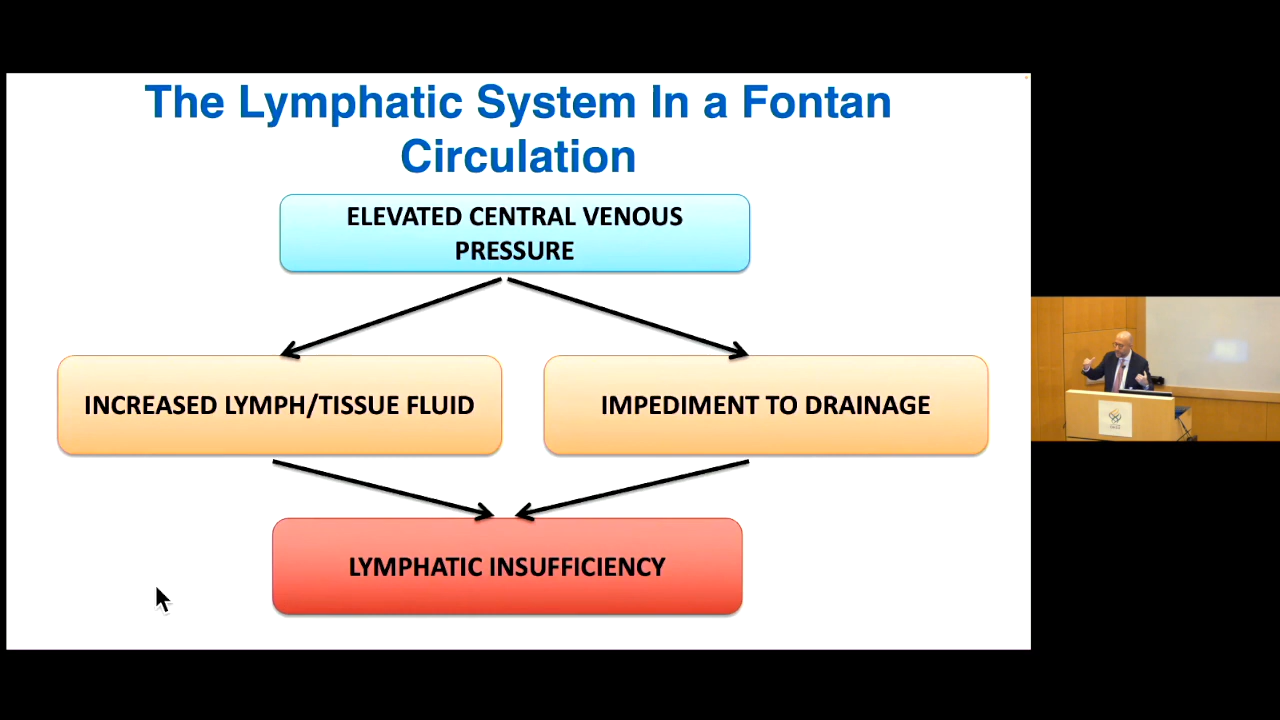 The Lymphatic System In a Fontan
Circulation
ELEVATED CENTRAL VENOUS
PRESSURE
INCREASED LYMPH/TISSUE FLUID
IMPEDIMENT TO DRAINAGE
LYMPHATIC INSUFFICIENCY